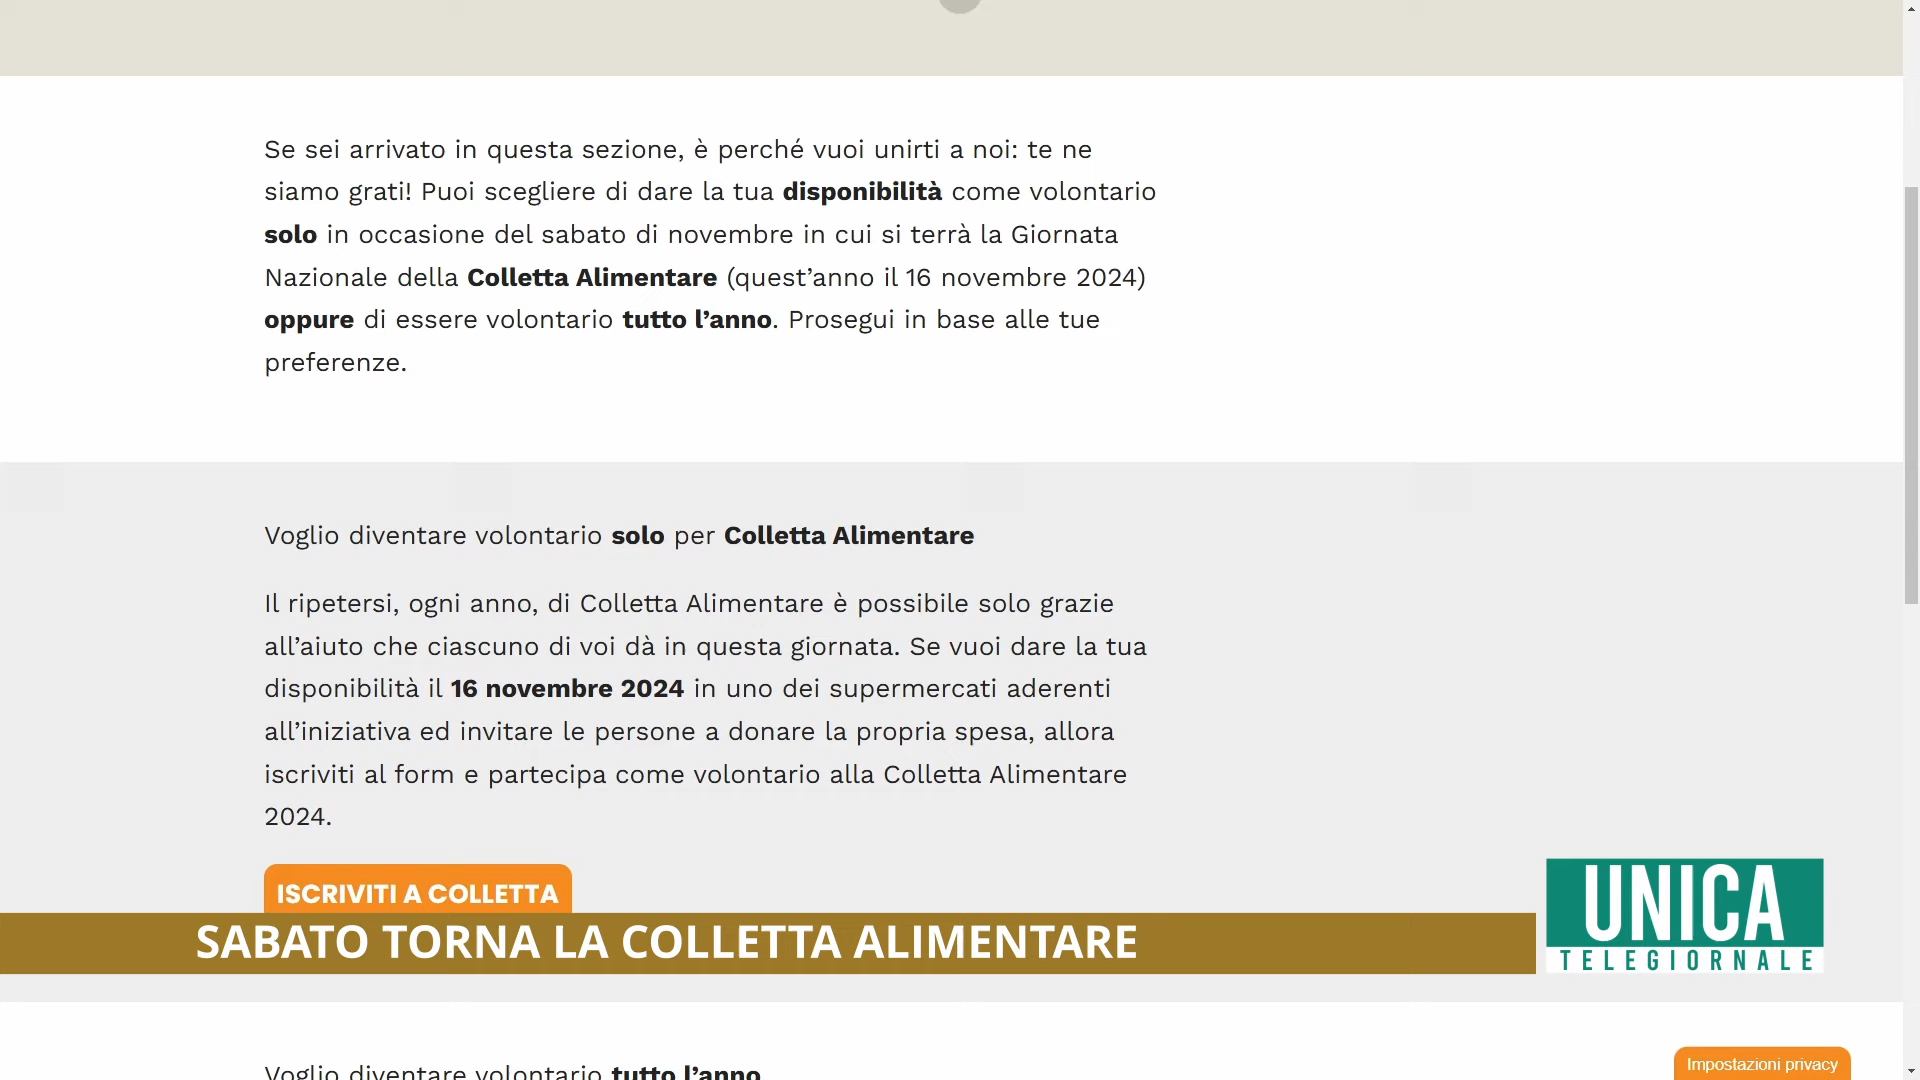 Se sei arrivato in questa sezione, è perché vuoi unirti a noi: te ne
siamo grati! Puoi scegliere di dare la tua disponibilità come volontario
solo in occasione del sabato di novembre in cui si terrà la Giornata
Nazionale della Colletta Alimentare (quest’anno il 16 novembre 2024)
oppure di essere volontario tutto l’anno. Prosegui in base alle tue
preferenze.
Voglio diventare volontario solo per Colletta Alimentare
Il ripetersi, ogni anno, di Colletta Alimentare è possibile solo grazie
all’aiuto che ciascuno di voi dà in questa giornata. Se vuoi dare la tua
disponibilità il 16 novembre 2024 in uno dei supermercati aderenti
all’iniziativa ed invitare le persone a donare la propria spesa, allora
iscriviti al form e partecipa come volontario alla Colletta Alimentare
2024.
ISCRIVITI A COLLETTA
SABATO TORNA LA COLLETTA ALIMENTARE
UNICA
TELEGIORNALE
Voglio diventare volontario tutto l’anno
Impostazioni privacy